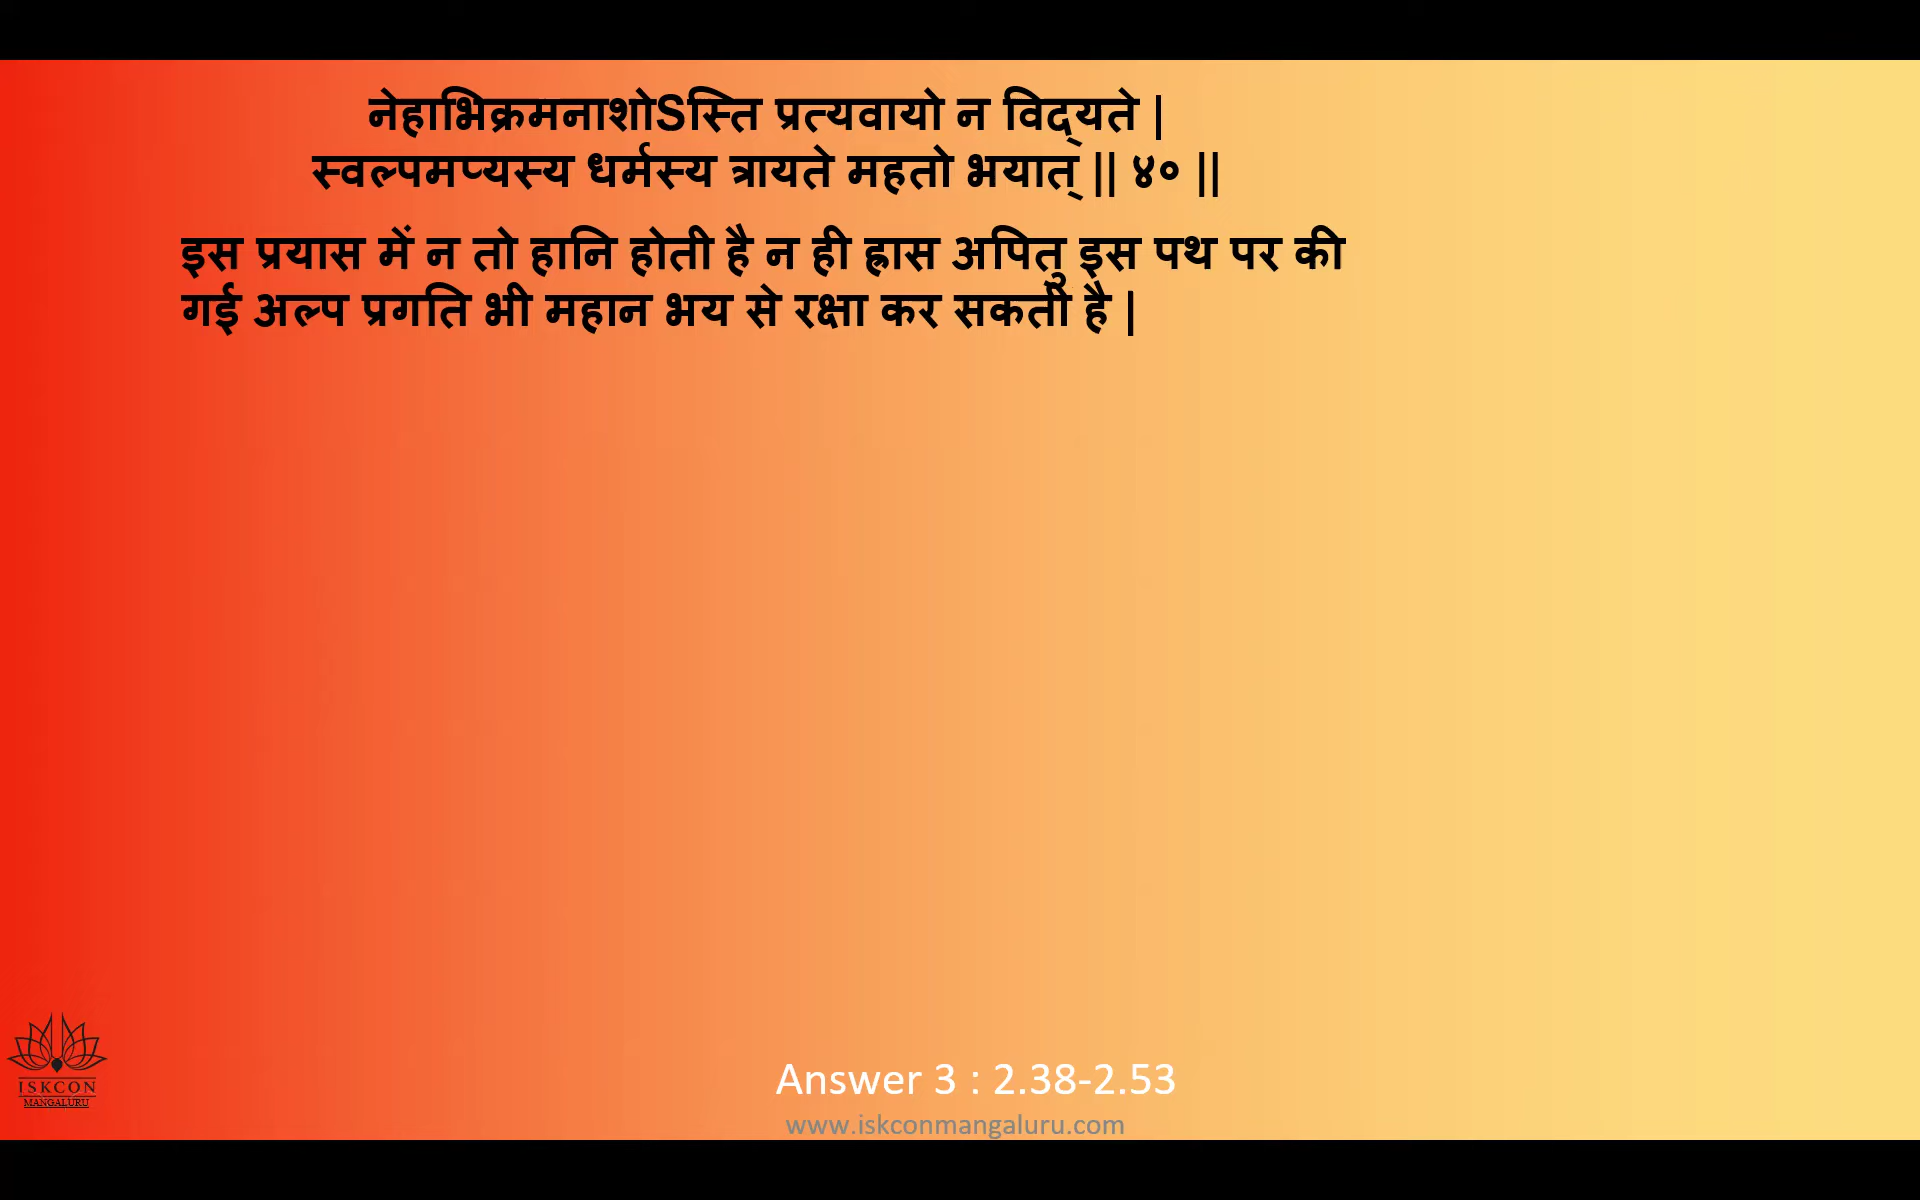 नेहाभिक्रमनाशोSस्ति प्रत्यवायो न विद्‌यते |
स्वल्पमप्यस्य धर्मस्य त्रायते महतो भयात् || ४० ||
इस प्रयास में न तो हानि होती है न ही ह्रास अपितु इस पथ पर की
गई अल्प प्रगति भी महान भय से रक्षा कर सकती है |
ISKCON
MANGALURU
Answer 3 : 2.38-2.53
www.iskconmangaluru.com